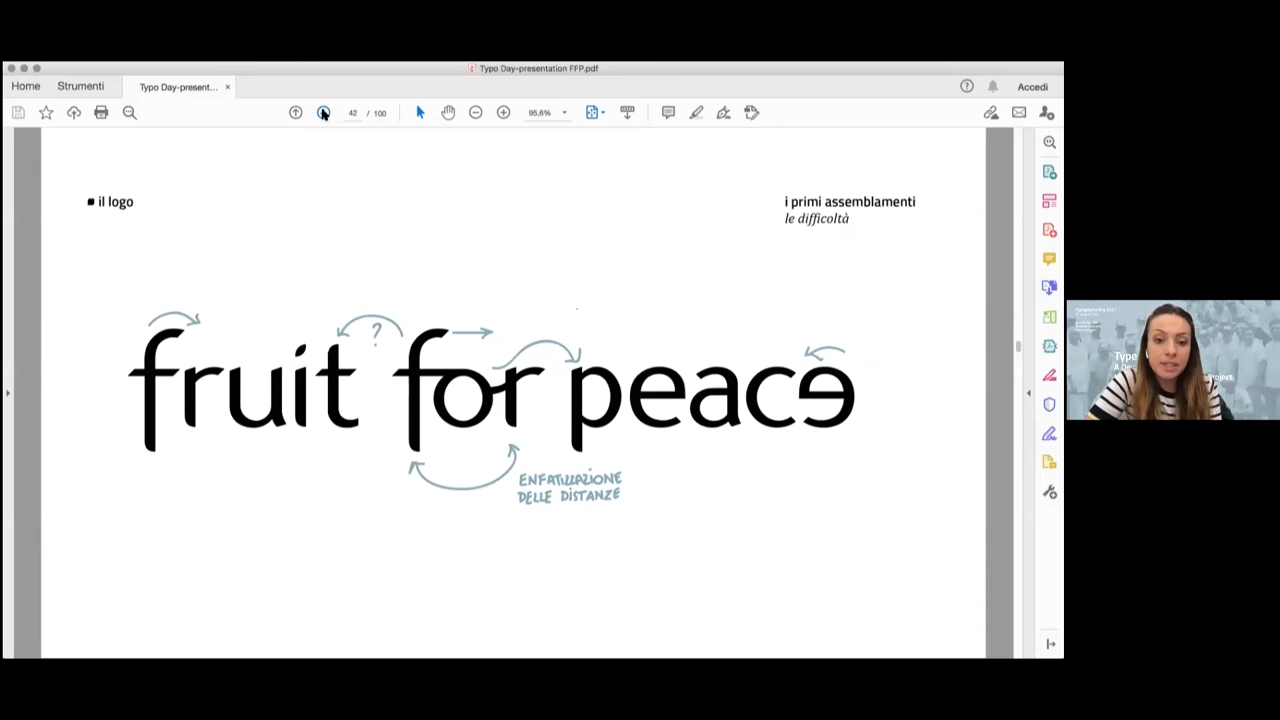 Typo Day-presentation FFP.pdf
Home
Strumenti
Typo Day-present...
Accedi
42 / 100
95,6%
il logo
i primi assemblamenti
le difficoltà
?
fruit for peace
ENFATIZZAZIONE
DELLE DISTANZE
Type